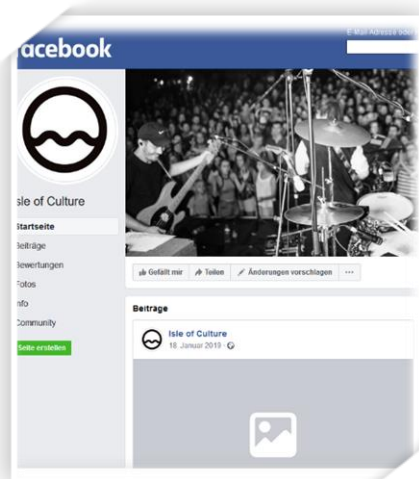 facebook
E-Mail-Adresse oder
Isle of Culture
Startseite
Beiträge
Bewertungen
Fotos
Info
Community
Seite erstellen
Gefällt mir Teilen Änderungen vorschlagen ...
Beiträge
Isle of Culture
18. Januar 2019 ·